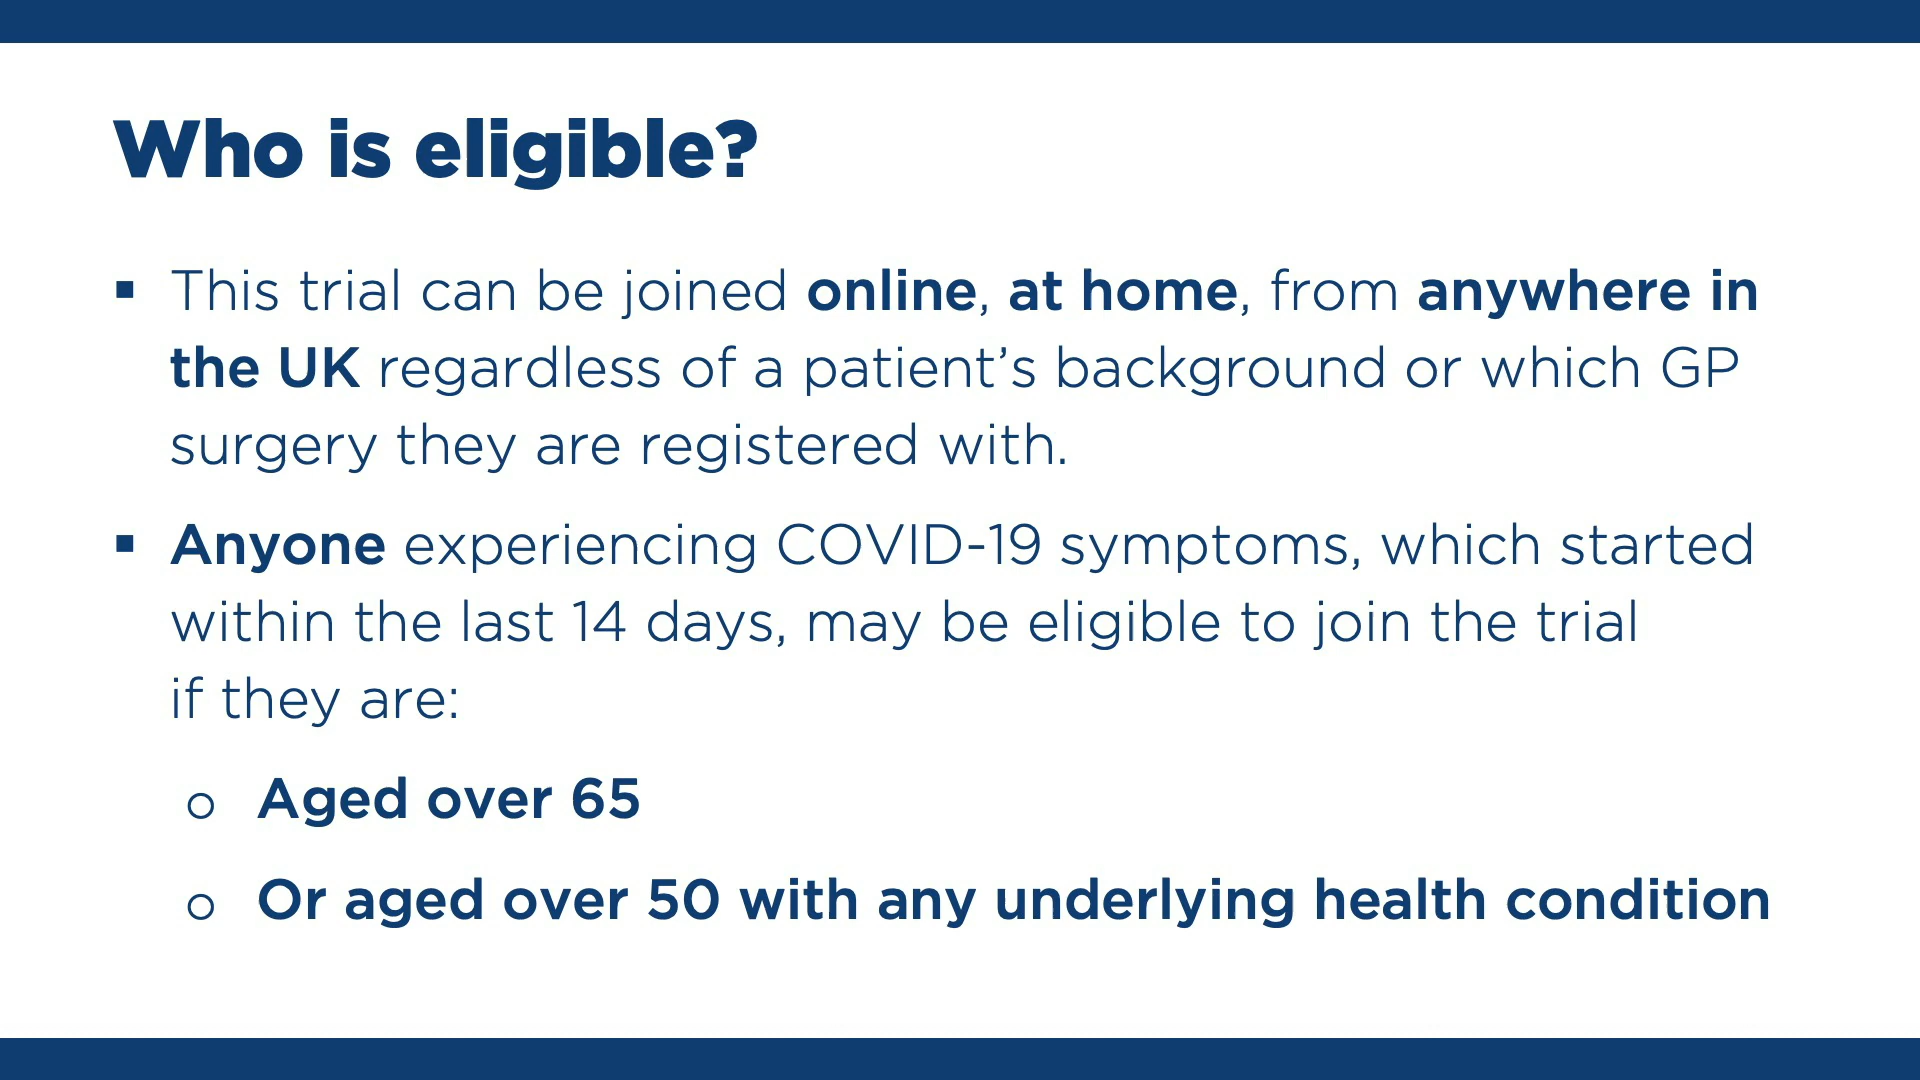 Who is eligible?
▪ This trial can be joined online, at home, from anywhere in
the UK regardless of a patient’s background or which GP
surgery they are registered with.
▪ Anyone experiencing COVID-19 symptoms, which started
within the last 14 days, may be eligible to join the trial
if they are:
o Aged over 65
o Or aged over 50 with any underlying health condition